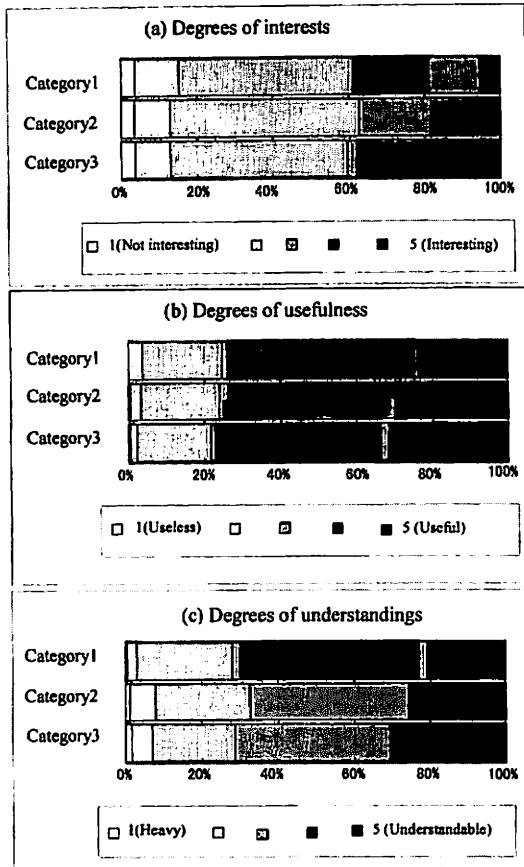 (a) Degrees of interests
Category1
Category2
Category3
0% 20% 40% 60% 80% 100%
1(Not interesting) 5 (Interesting)
(b) Degrees of usefulness
Category1
Category2
Category3
0% 20% 40% 60% 80% 100%
1(Useless) 5 (Useful)
(c) Degrees of understandings
Category1
Category2
Category3
0% 20% 40% 60% 80% 100%
1(Heavy) 5 (Understandable)